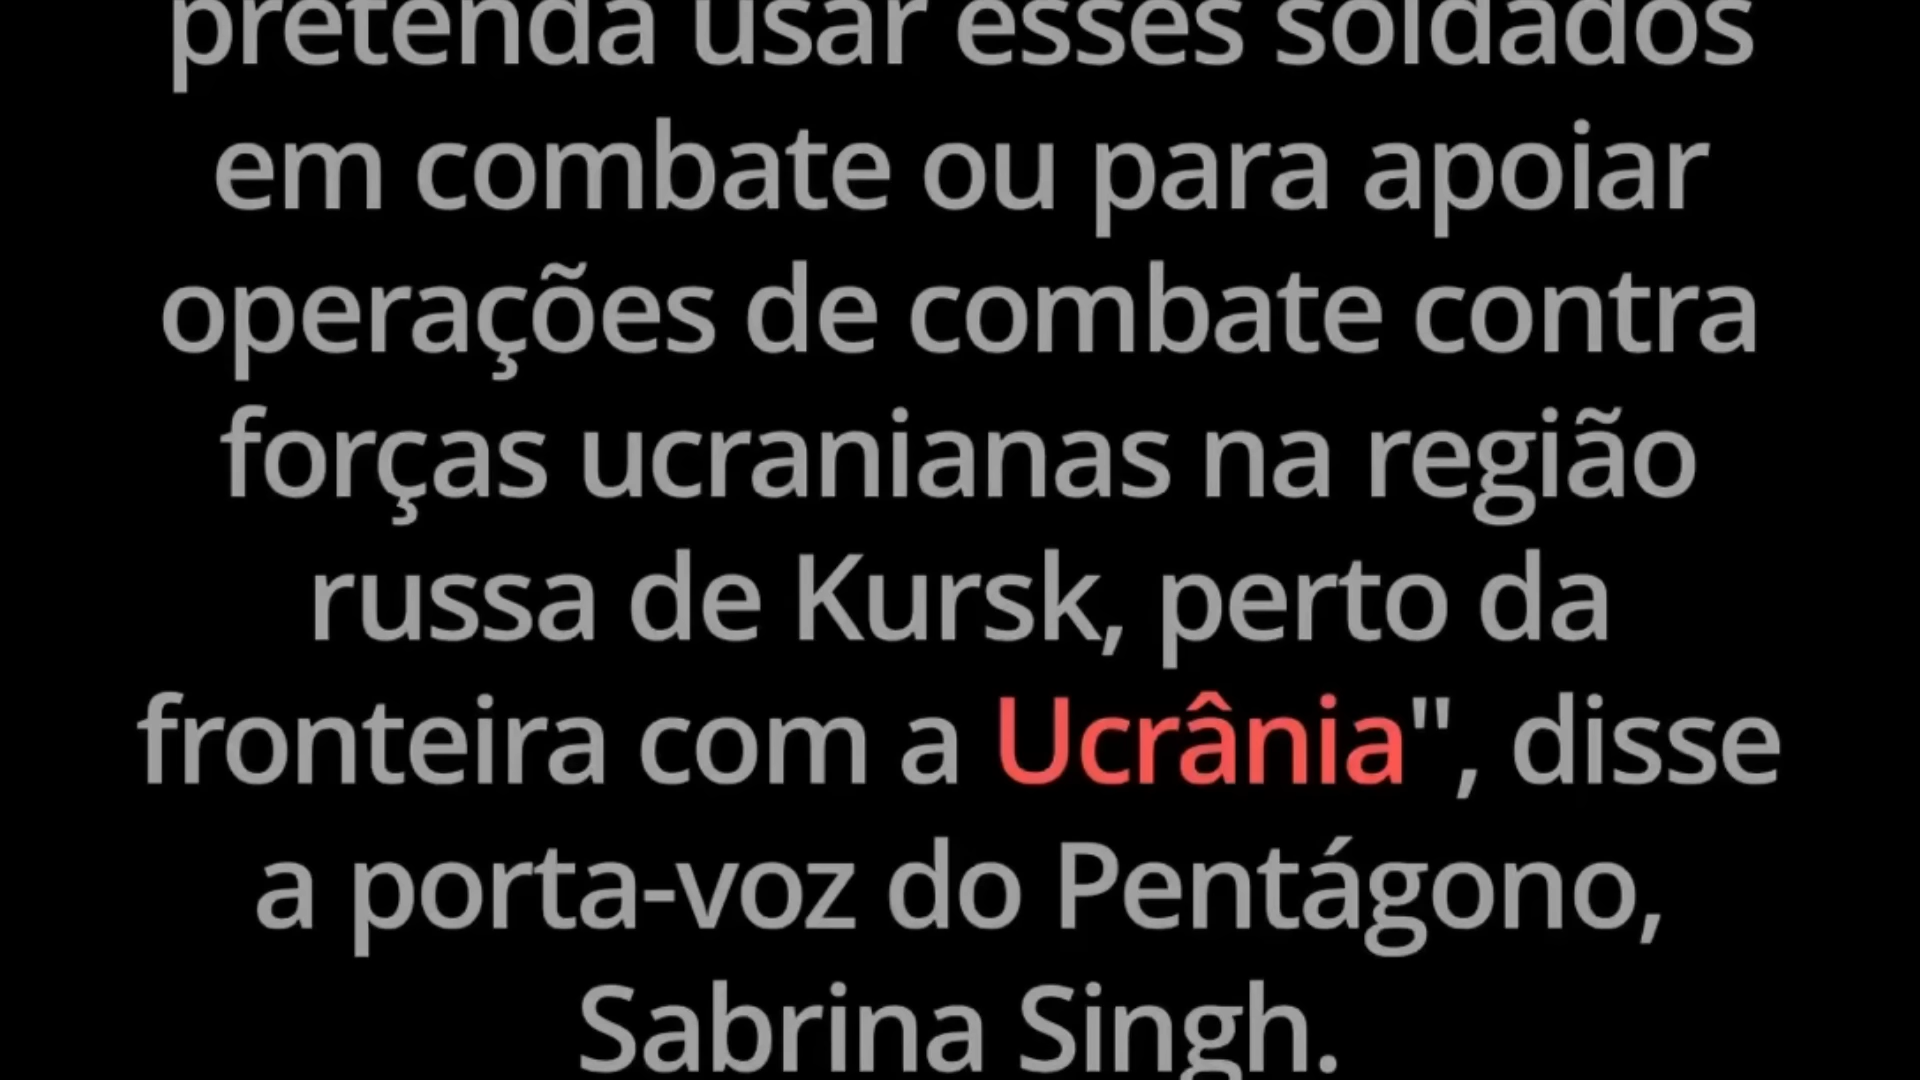 pretenda usar esses soldados
em combate ou para apoiar
operações de combate contra
forças ucranianas na região
russa de Kursk, perto da
fronteira com a Ucrânia", disse
a porta-voz do Pentágono,
Sabrina Singh.